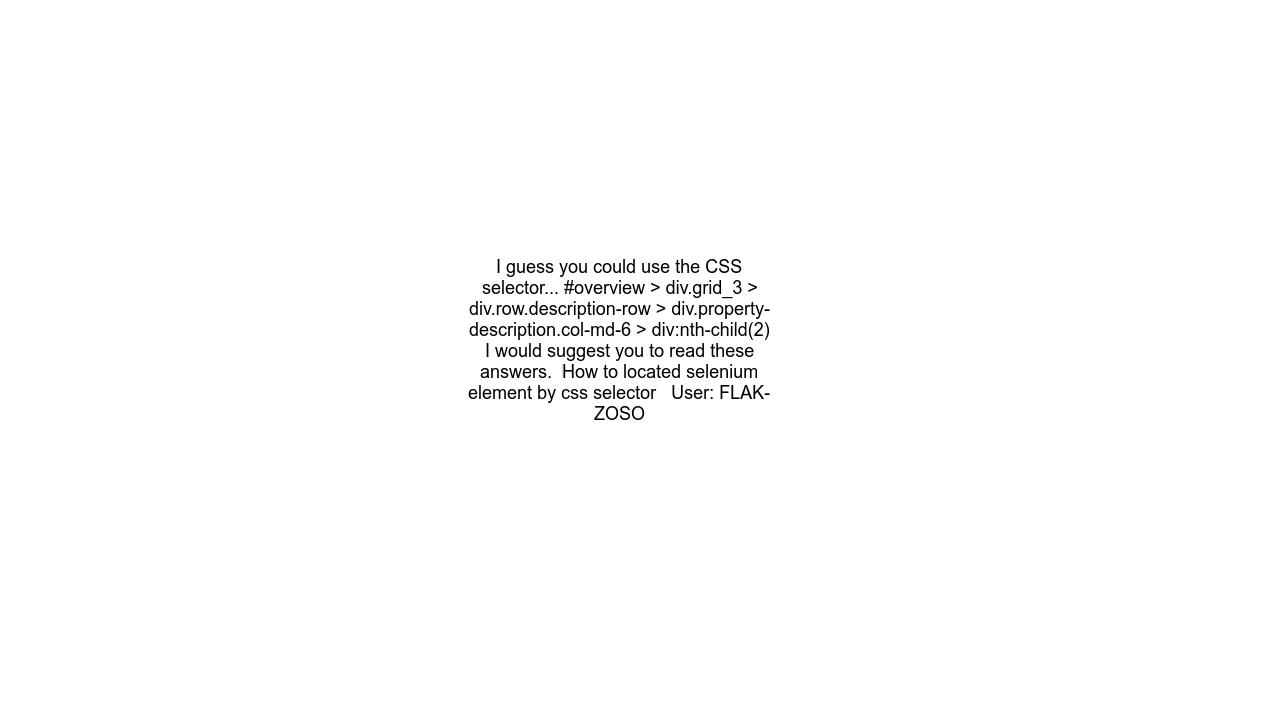 I guess you could use the CSS
selector... #overview > div.grid_3 >
div.row.description-row > div.property-
description.col-md-6 > div:nth-child(2)
I would suggest you to read these
answers.  How to located selenium
element by css selector   User: FLAK-
ZOSO